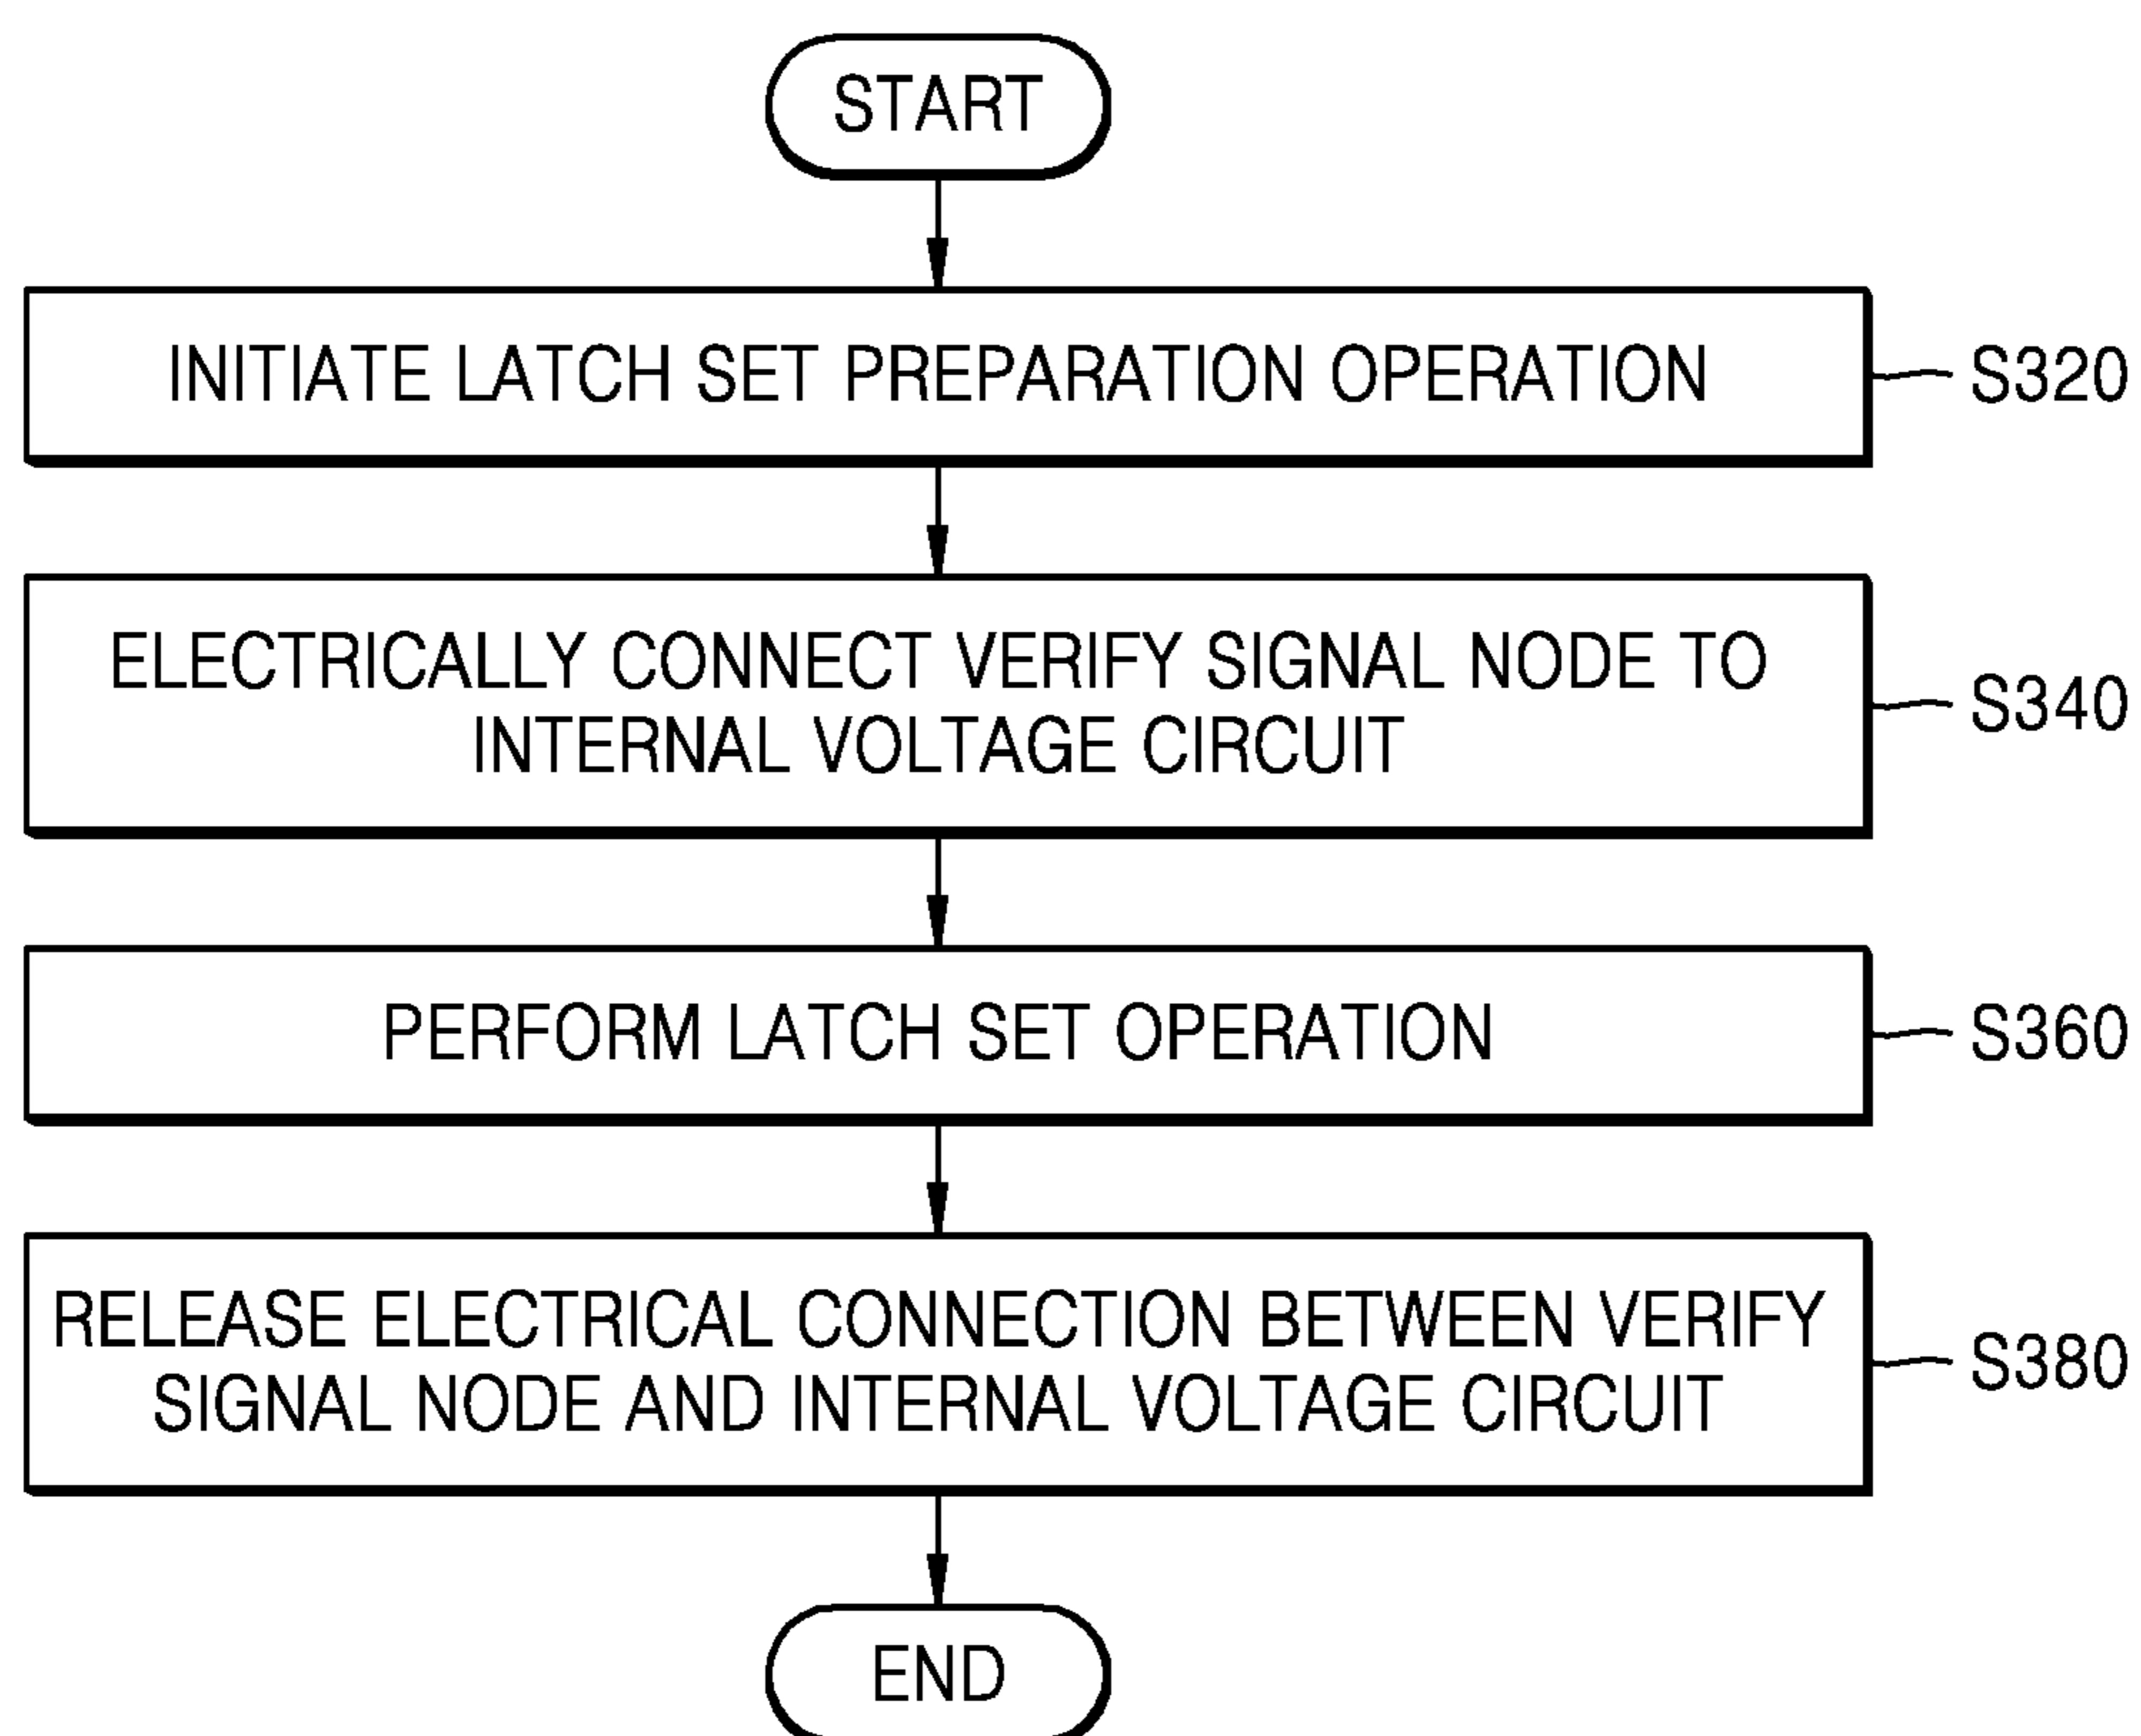 START
INITIATE LATCH SET PREPARATION OPERATION
S320
ELECTRICALLY CONNECT VERIFY SIGNAL NODE TO
INTERNAL VOLTAGE CIRCUIT
S340
PERFORM LATCH SET OPERATION
S360
RELEASE ELECTRICAL CONNECTION BETWEEN VERIFY
SIGNAL NODE AND INTERNAL VOLTAGE CIRCUIT
S380
END